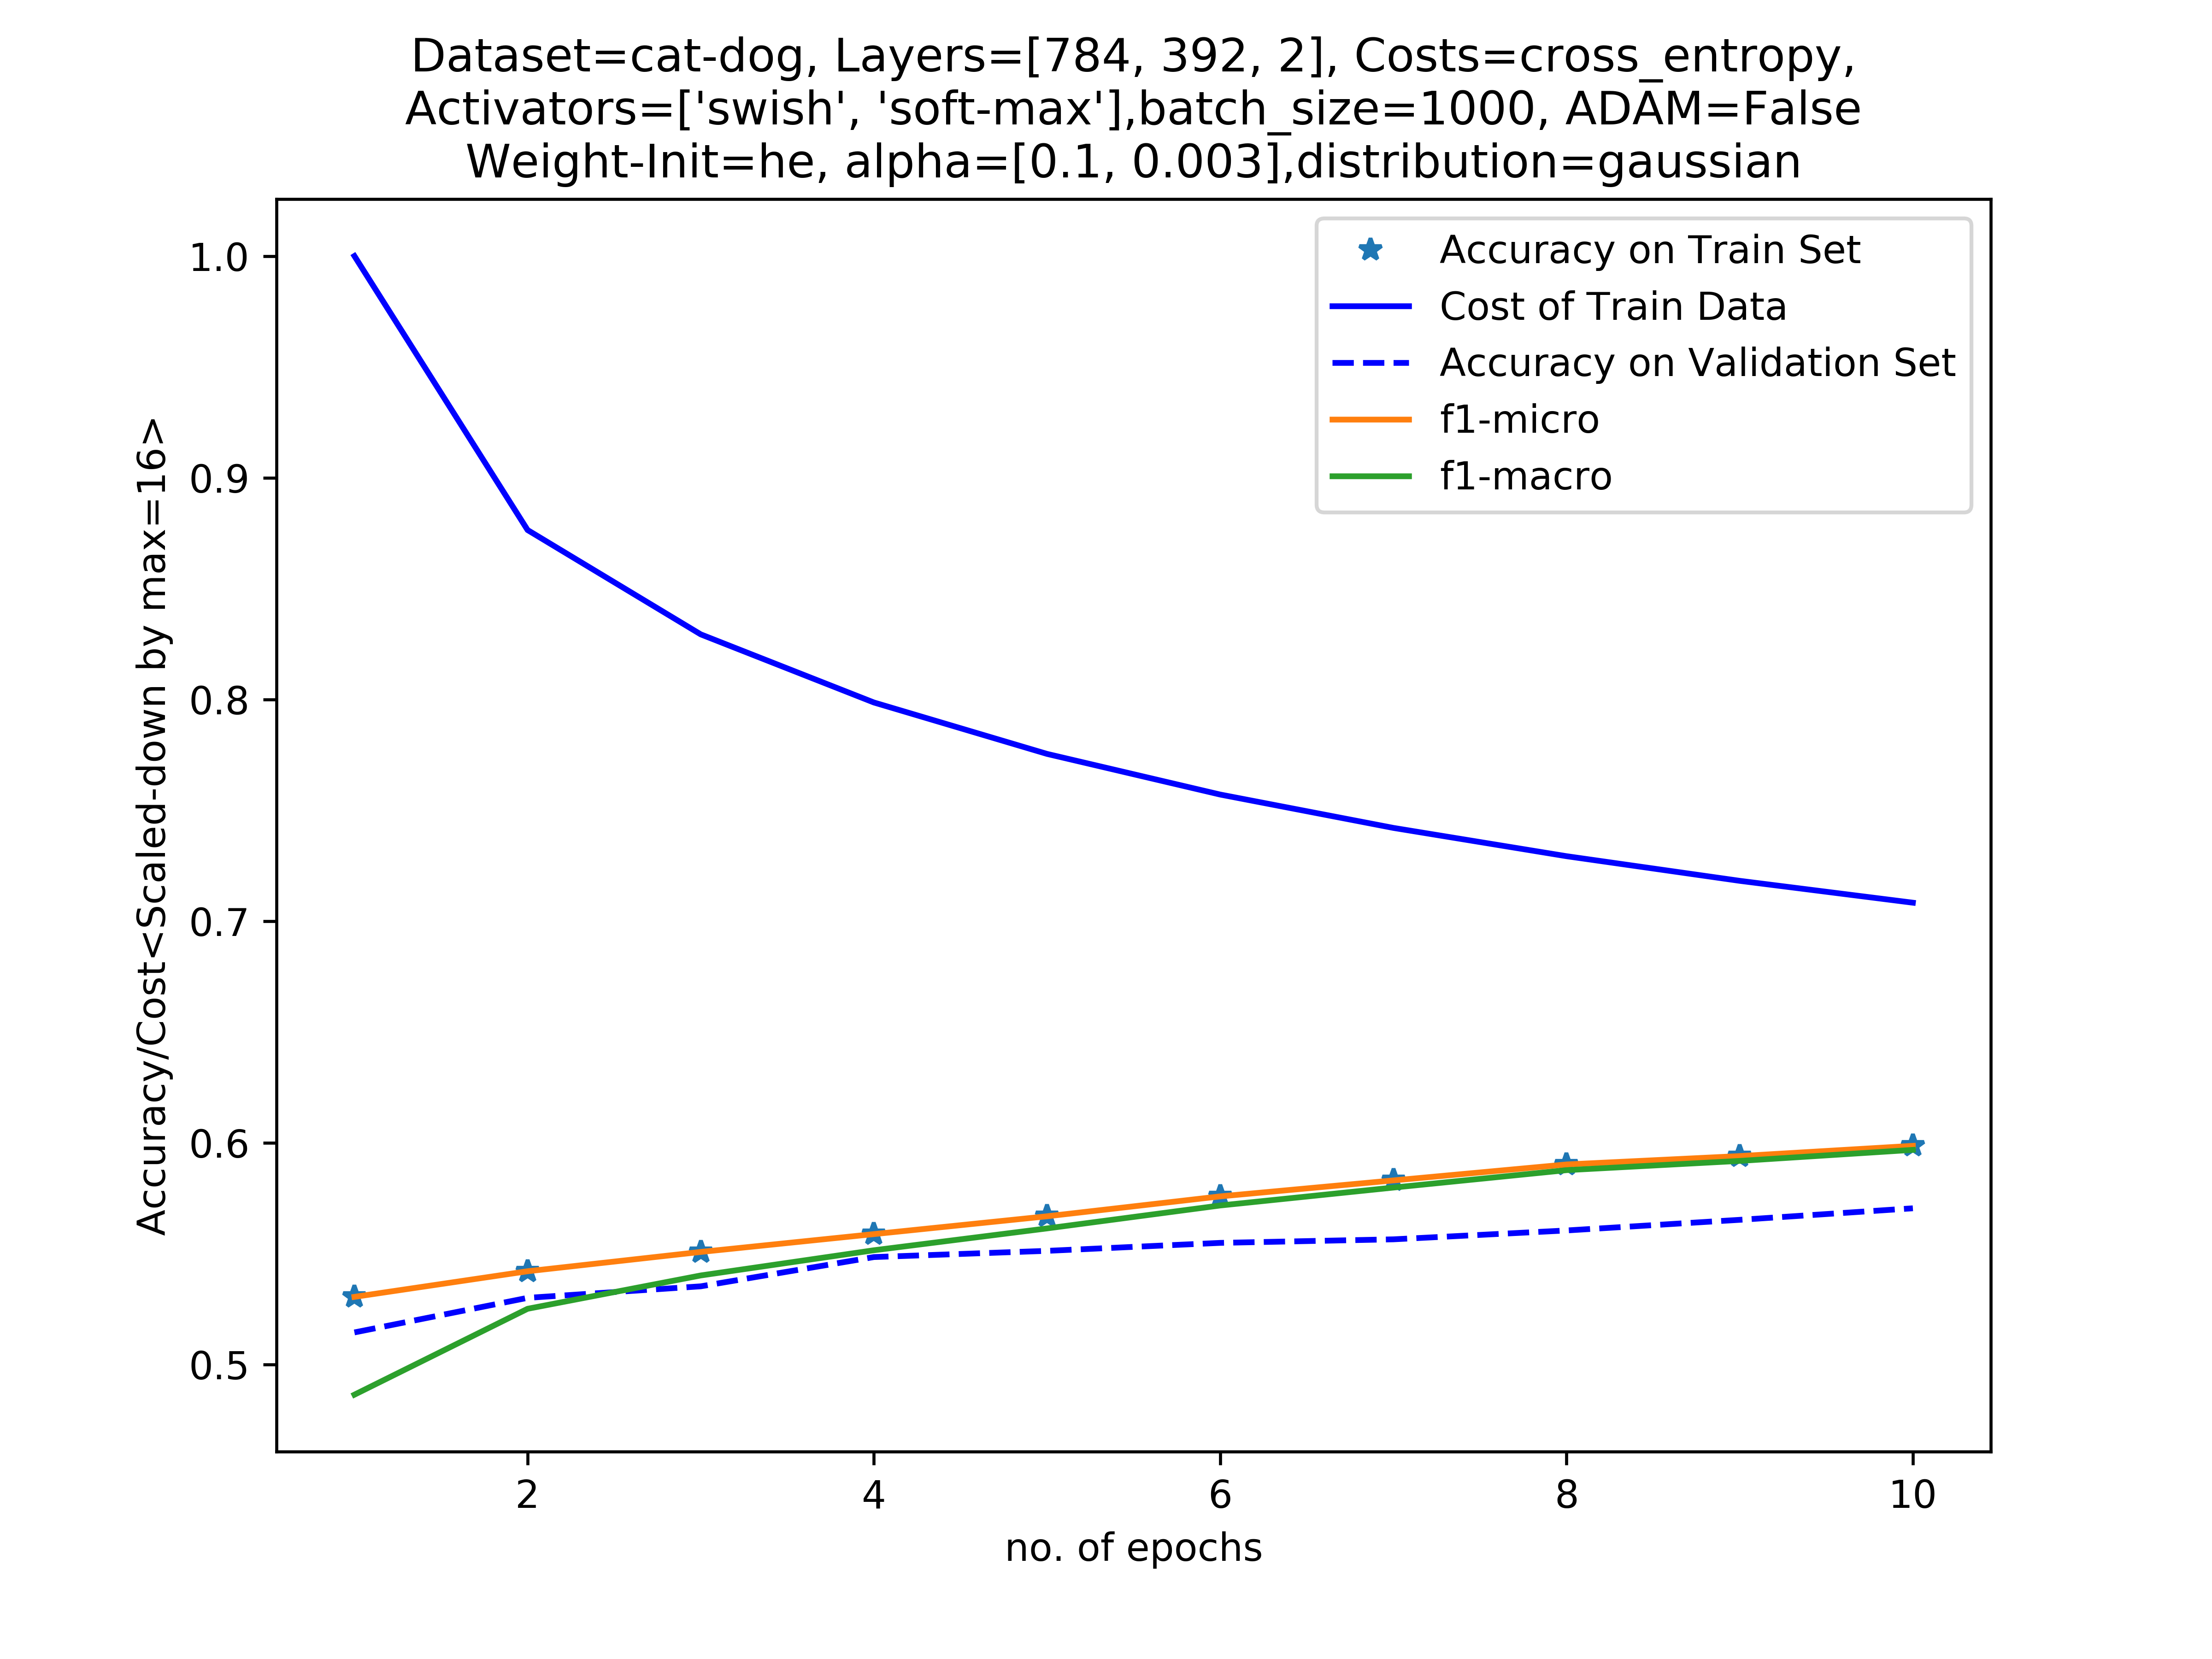 Dataset=cat-dog, Layers=[784, 392, 2], Costs=cross_entropy,
Activators=['swish', 'soft-max'],batch_size=1000, ADAM=False
Weight-Init=he, alpha=[0.1, 0.003],distribution=gaussian
Accuracy on Train Set
Cost of Train Data
Accuracy on Validation Set
f1-micro
f1-macro
Accuracy/Cost<Scaled-down by max=16>
1.0
0.9
0.8
0.7
0.6
0.5
2 4 6 8 10
no. of epochs